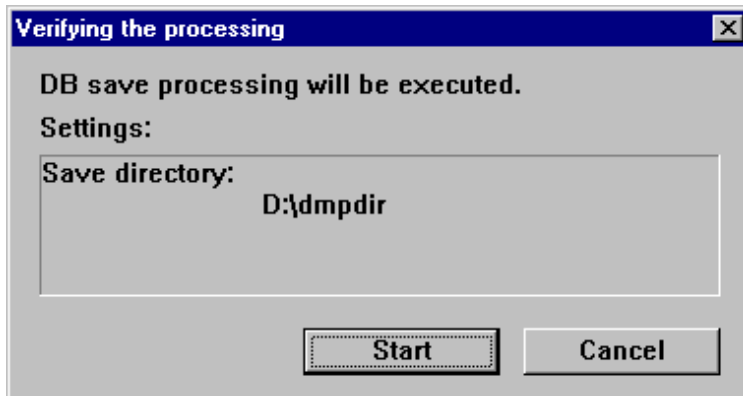 Verifying the processing
DB save processing will be executed.
Settings:
Save directory:
D:\dmpdir
Start Cancel